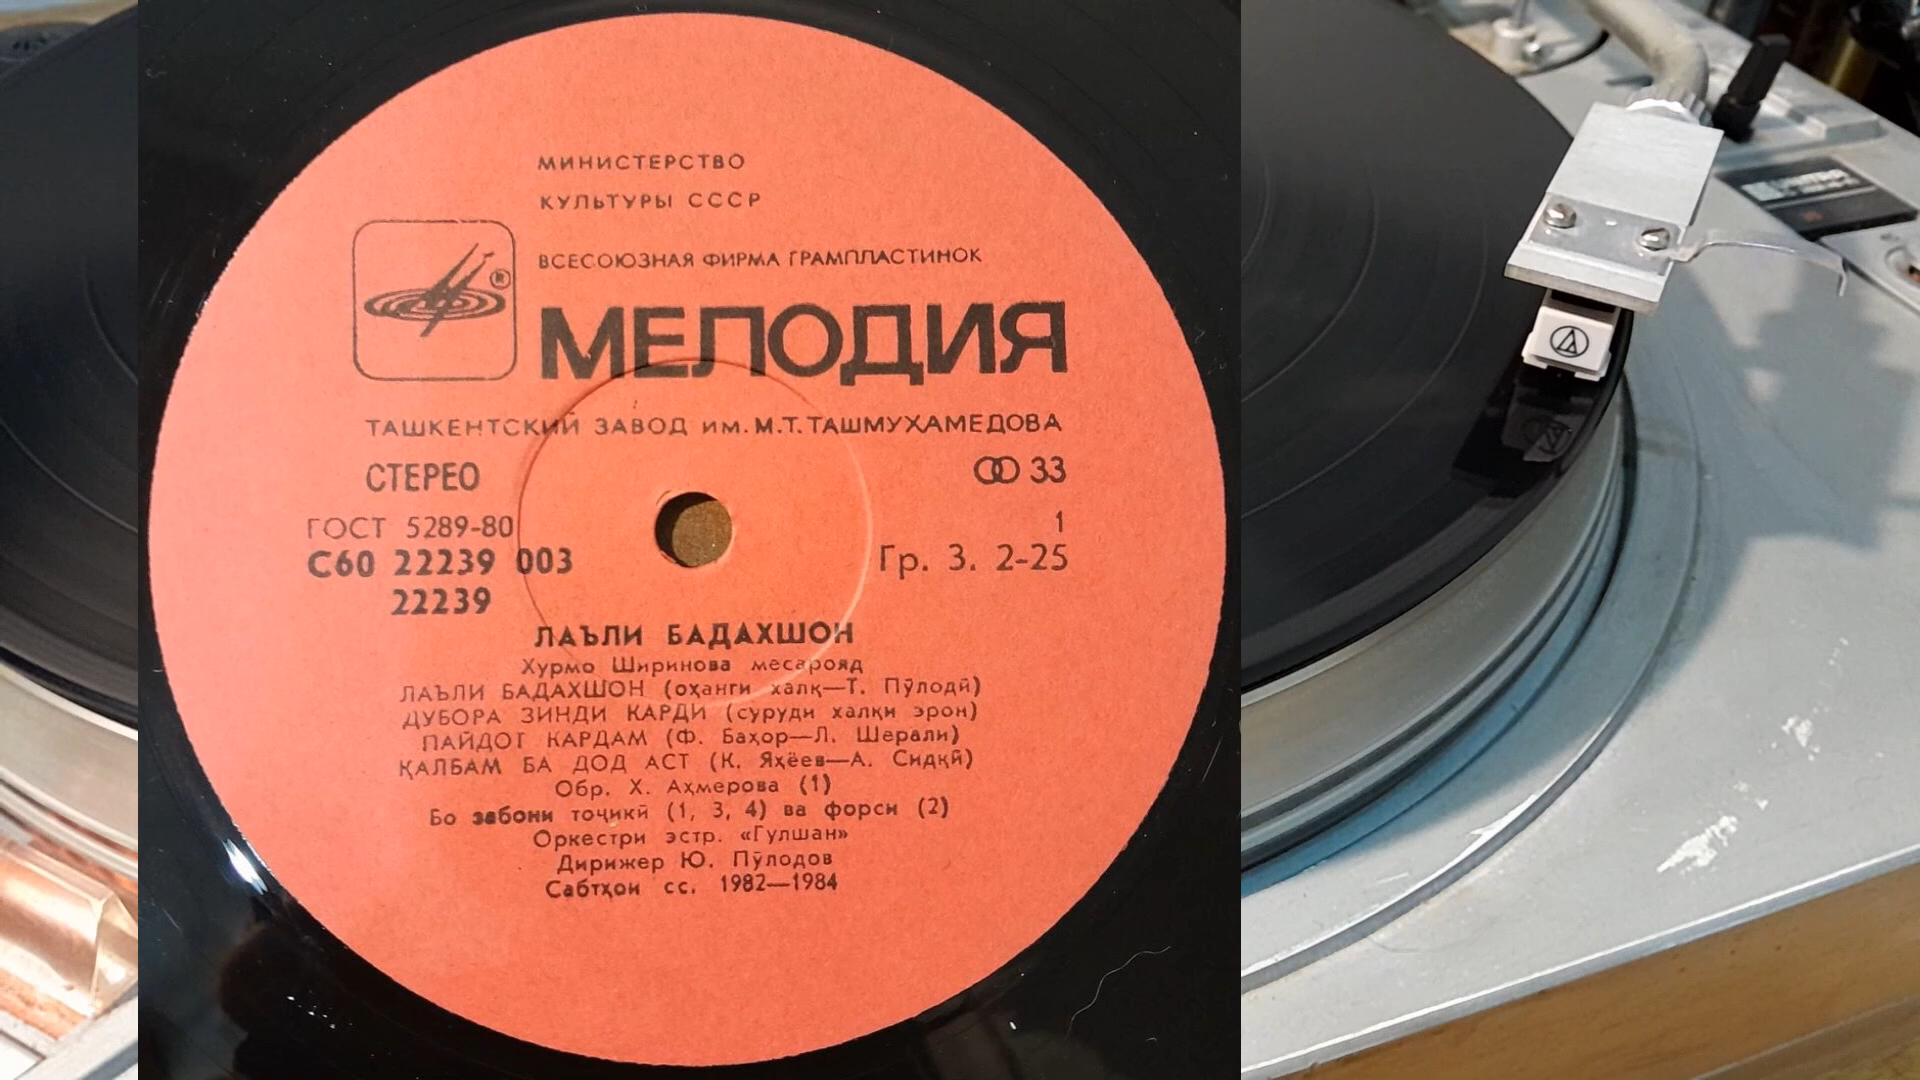 МИНИСТЕРСТВО
КУЛЬТУРЫ СССР
ВСЕСОЮЗНАЯ ФИРМА ГРАМПЛАСТИНОК
®
МЕЛОДИЯ
ТАШКЕНТСКИЙ ЗАВОД им. М.Т. ТАШМУХАМЕДОВА
СТЕРЕО 33
ГОСТ 5289-80 1
С60 22239 003 Гр. 3. 2-25
22239
ЛАЪЛИ БАДАХШОН
Хурмо Ширинова месарояд
ЛАЪЛИ БАДАХШОН (оҳанги халқ—Т. Пӯлодӣ)
ДУБОРА ЗИНДИ КАРДИ (суруди халқи эрон)
ПАЙДОТ КАРДАМ (Ф. Баҳор—Л. Шерали)
ҚАЛБАМ БА ДОД АСТ (К. Яҳёев—А. Сидқӣ)
Обр. Х. Аҳмерова (1)
Бо забони тоҷикӣ (1, 3, 4) ва форси (2)
Оркестри эстр. «Гулшан»
Дирижер Ю. Пӯлодов
Сабтҳои сс. 1982—1984